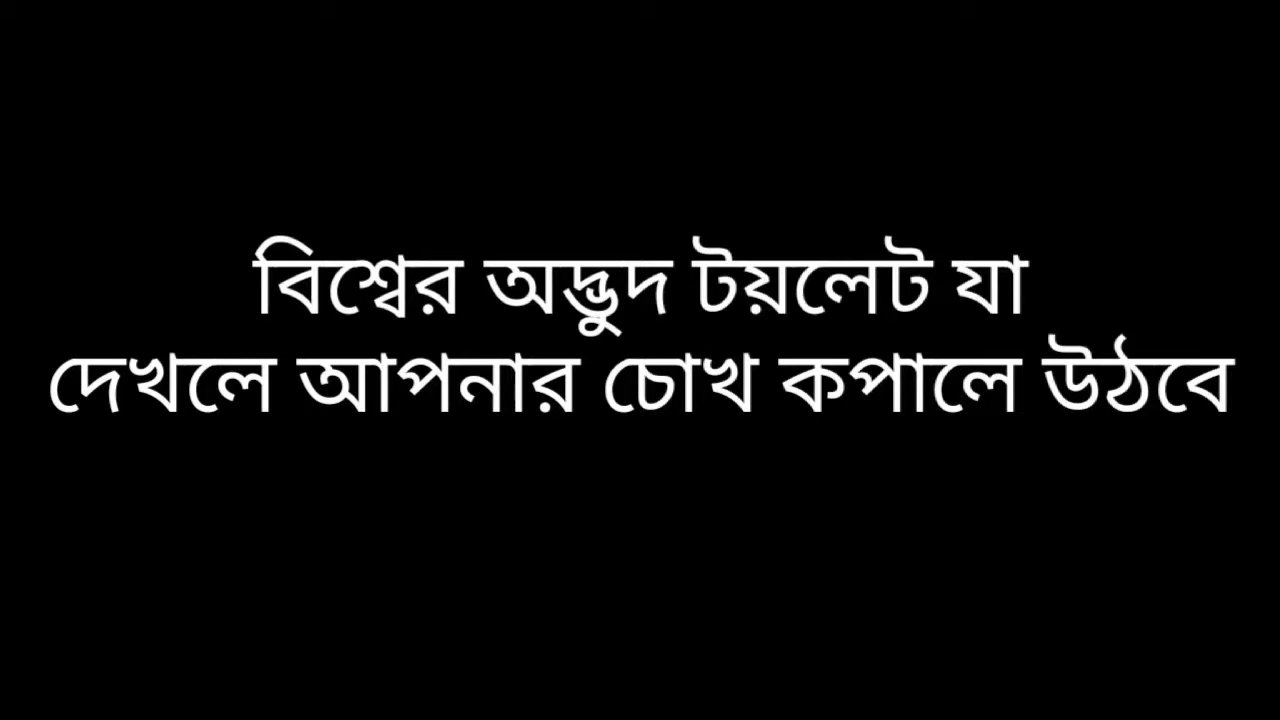 বিশ্বের অদ্ভুদ টয়লেট যা
দেখলে আপনার চোখ কপালে উঠবে